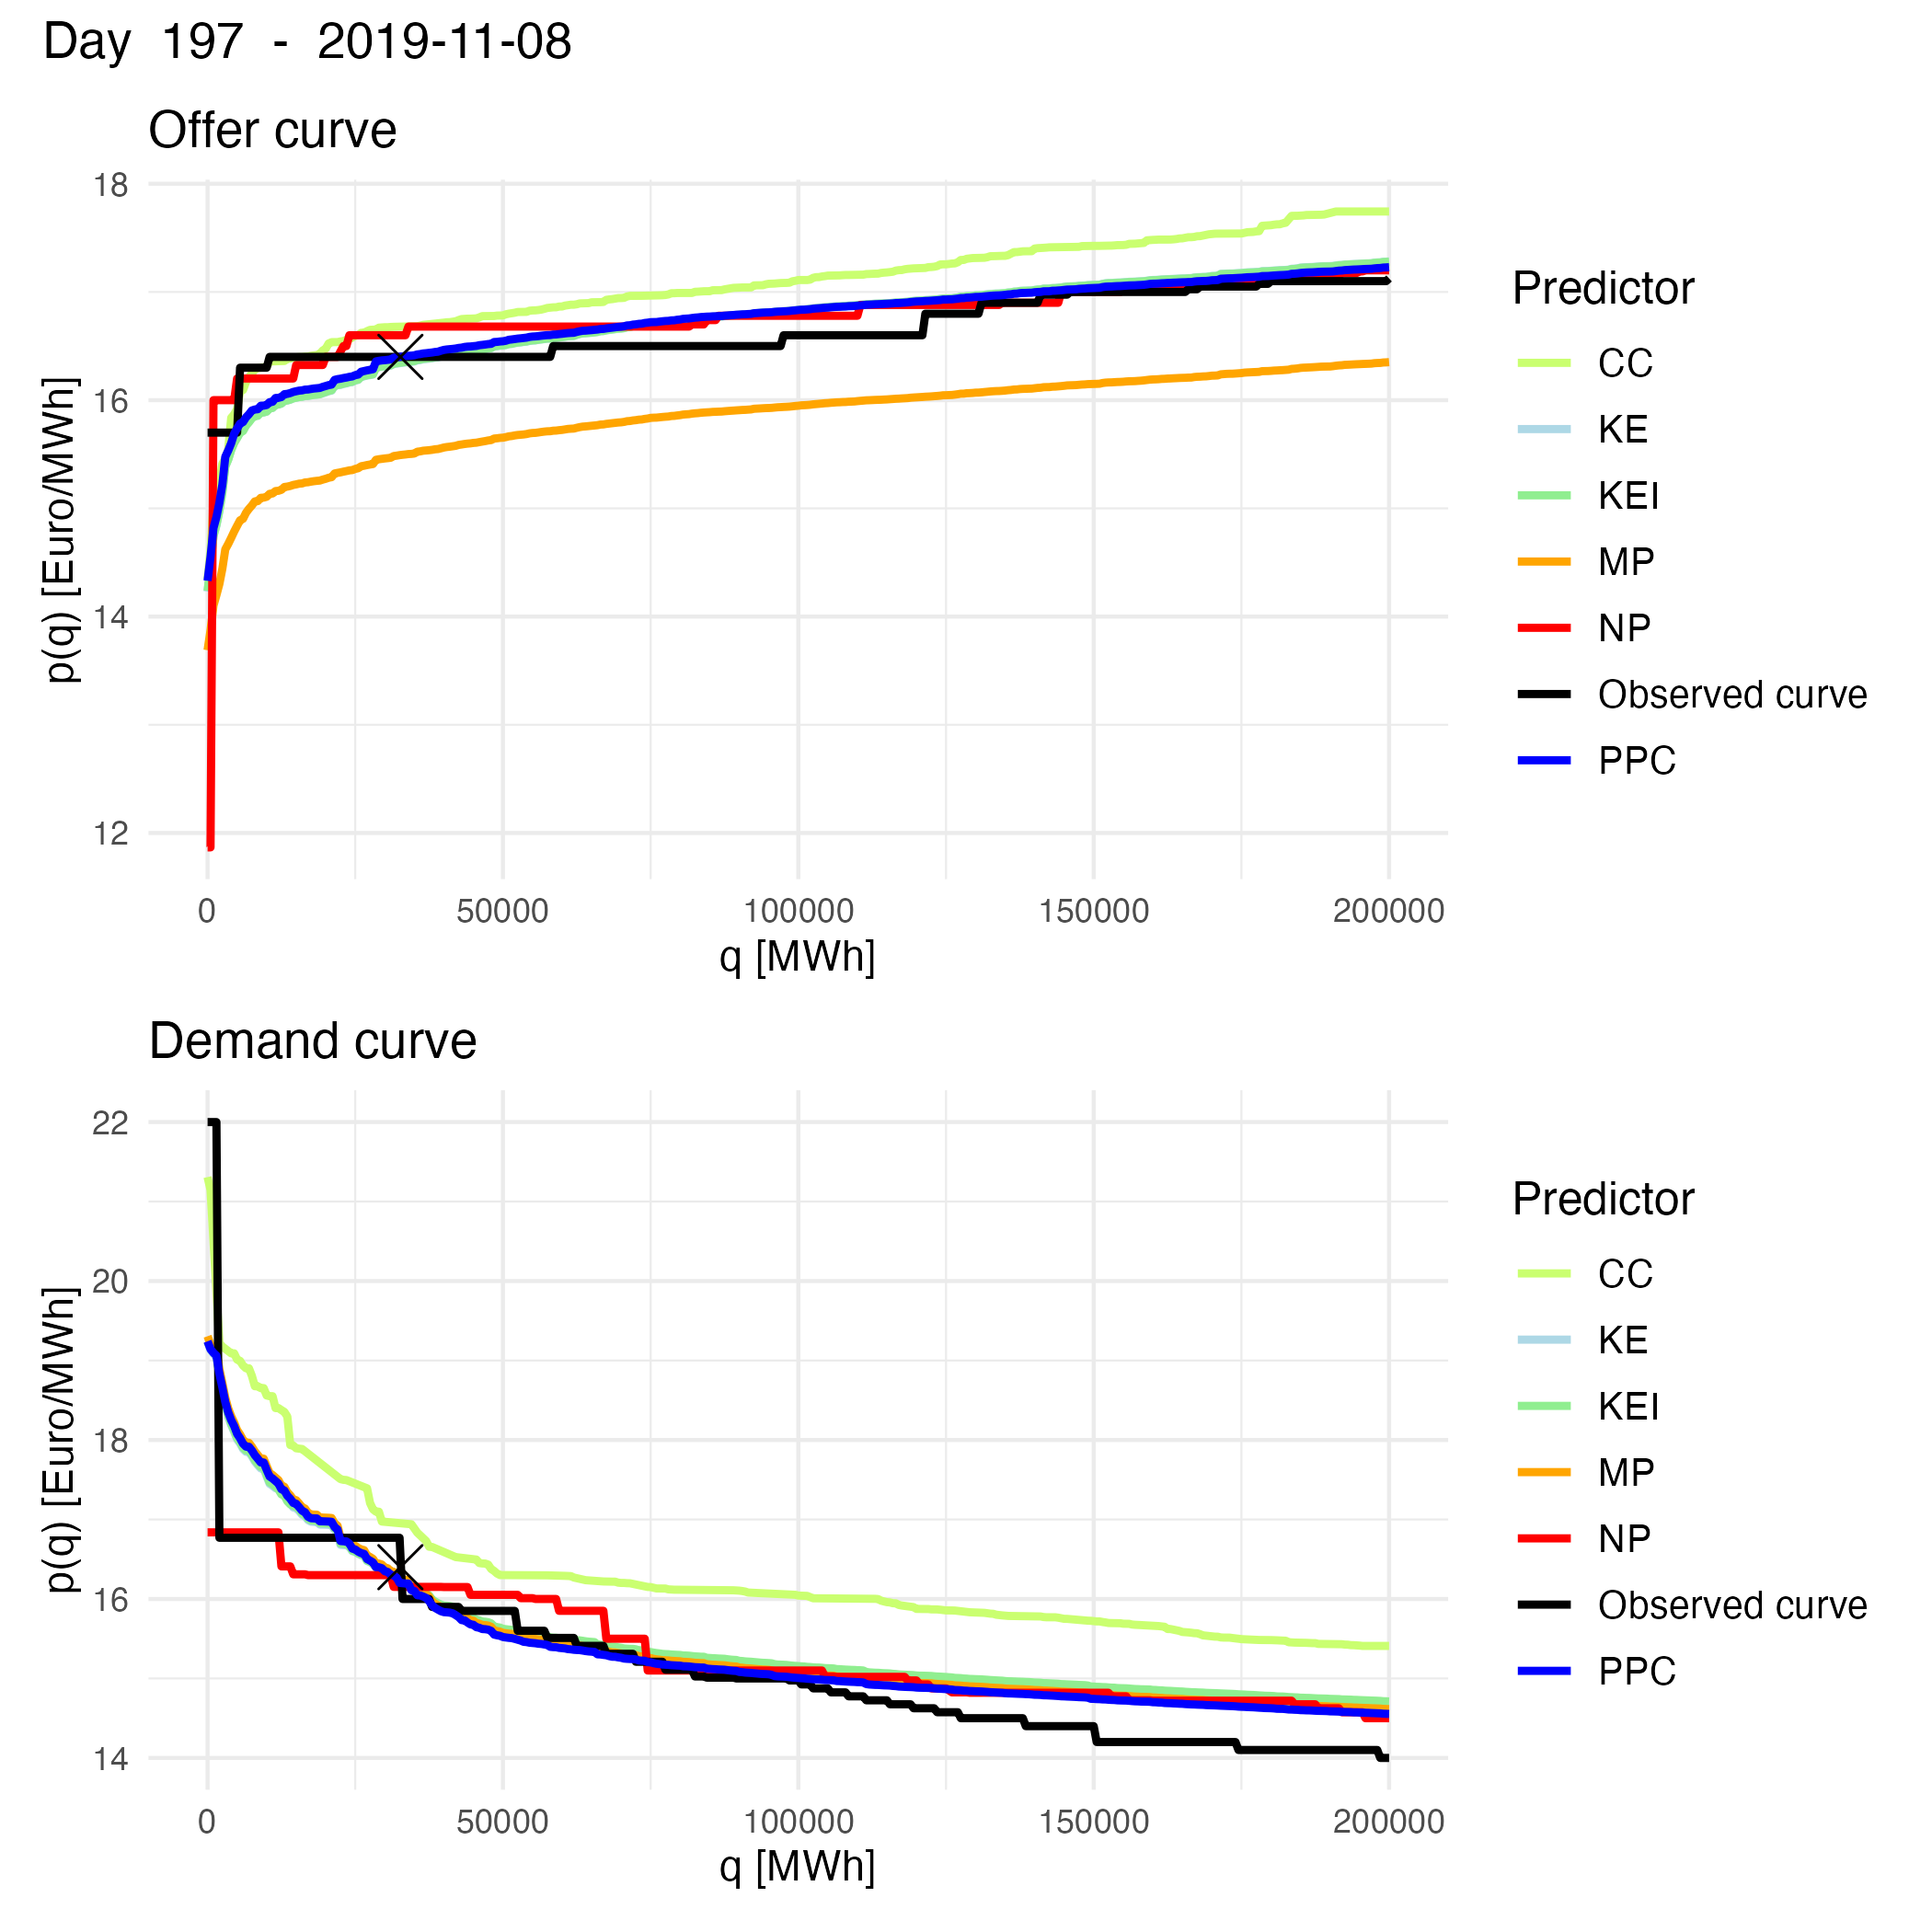 Day 197 - 2019-11-08
Offer curve
18
16
14
12
p(q) [Euro/MWh]
0 50000 100000 150000 200000
q [MWh]
Predictor
CC
KE
KEI
MP
NP
Observed curve
PPC
Demand curve
22
20
18
16
14
p(q) [Euro/MWh]
0 50000 100000 150000 200000
q [MWh]
Predictor
CC
KE
KEI
MP
NP
Observed curve
PPC